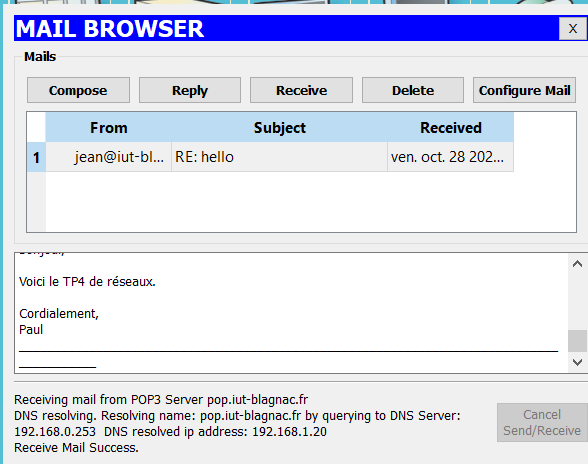 MAIL BROWSER
X
Mails
Compose Reply Receive Delete Configure Mail
From Subject Received
1 jean@iut-bl... RE: hello ven. oct. 28 202...
Voici le TP4 de réseaux.
Cordialement,
Paul
Receiving mail from POP3 Server pop.iut-blagnac.fr
DNS resolving. Resolving name: pop.iut-blagnac.fr by querying to DNS Server:
192.168.0.253 DNS resolved ip address: 192.168.1.20
Receive Mail Success.
Cancel
Send/Receive